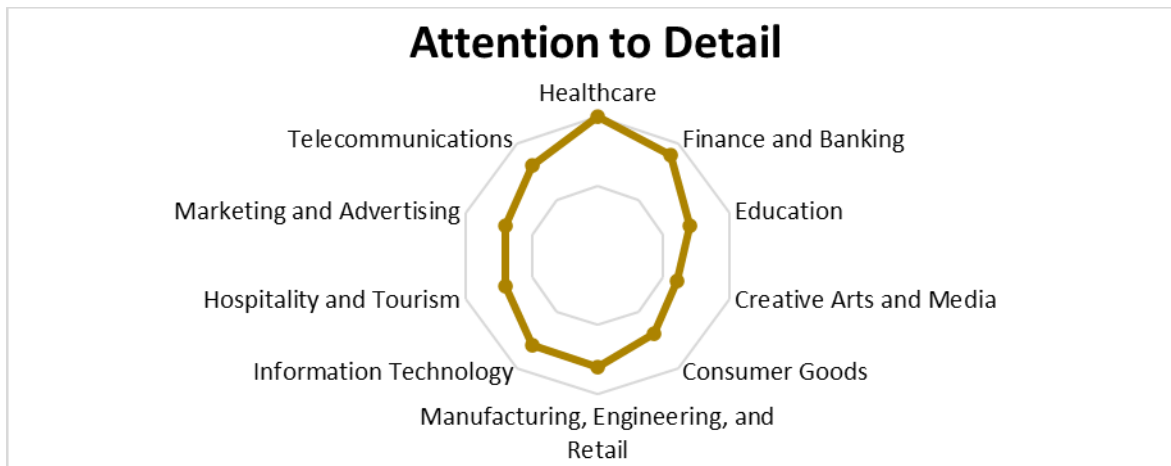 Attention to Detail
Healthcare
Telecommunications
Finance and Banking
Marketing and Advertising
Education
Hospitality and Tourism
Creative Arts and Media
Information Technology
Consumer Goods
Manufacturing, Engineering, and
Retail